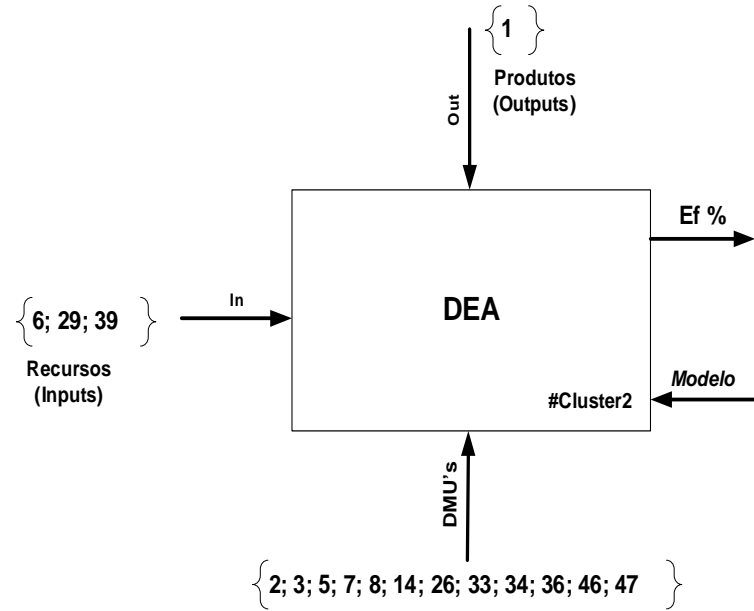 {1}
Produtos
(Outputs)
Out
Ef %
In
DEA
{6; 29; 39}
Recursos
(Inputs)
Modelo
#Cluster2
DMU's
{2; 3; 5; 7; 8; 14; 26; 33; 34; 36; 46; 47}